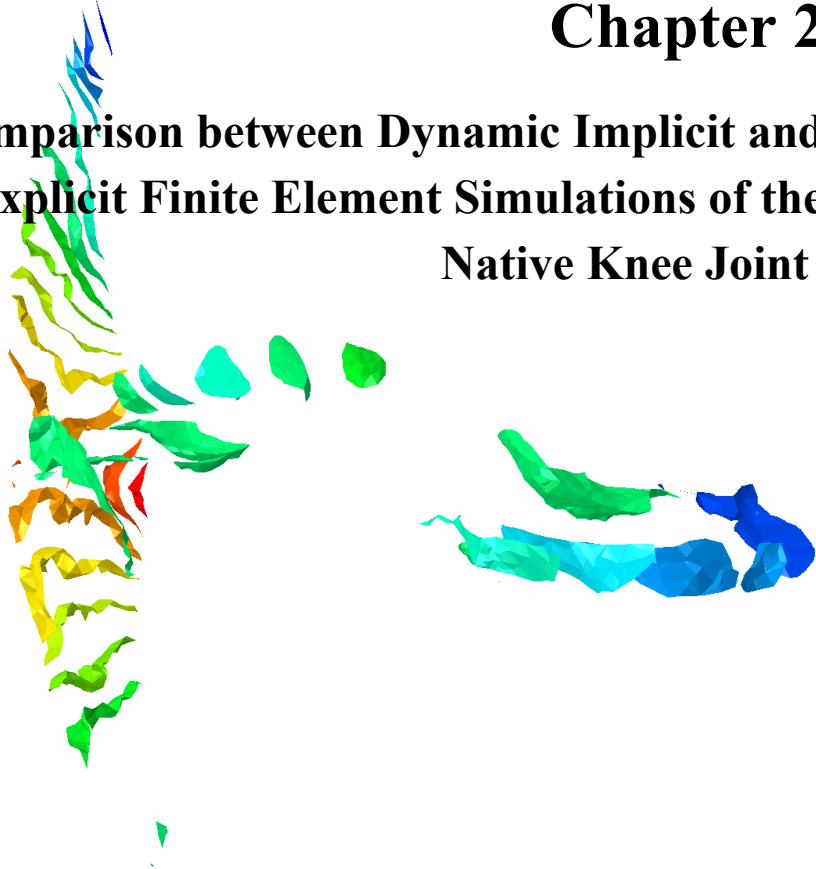 Chapter 2
mparison between Dynamic Implicit and
xplicit Finite Element Simulations of the
Native Knee Joint